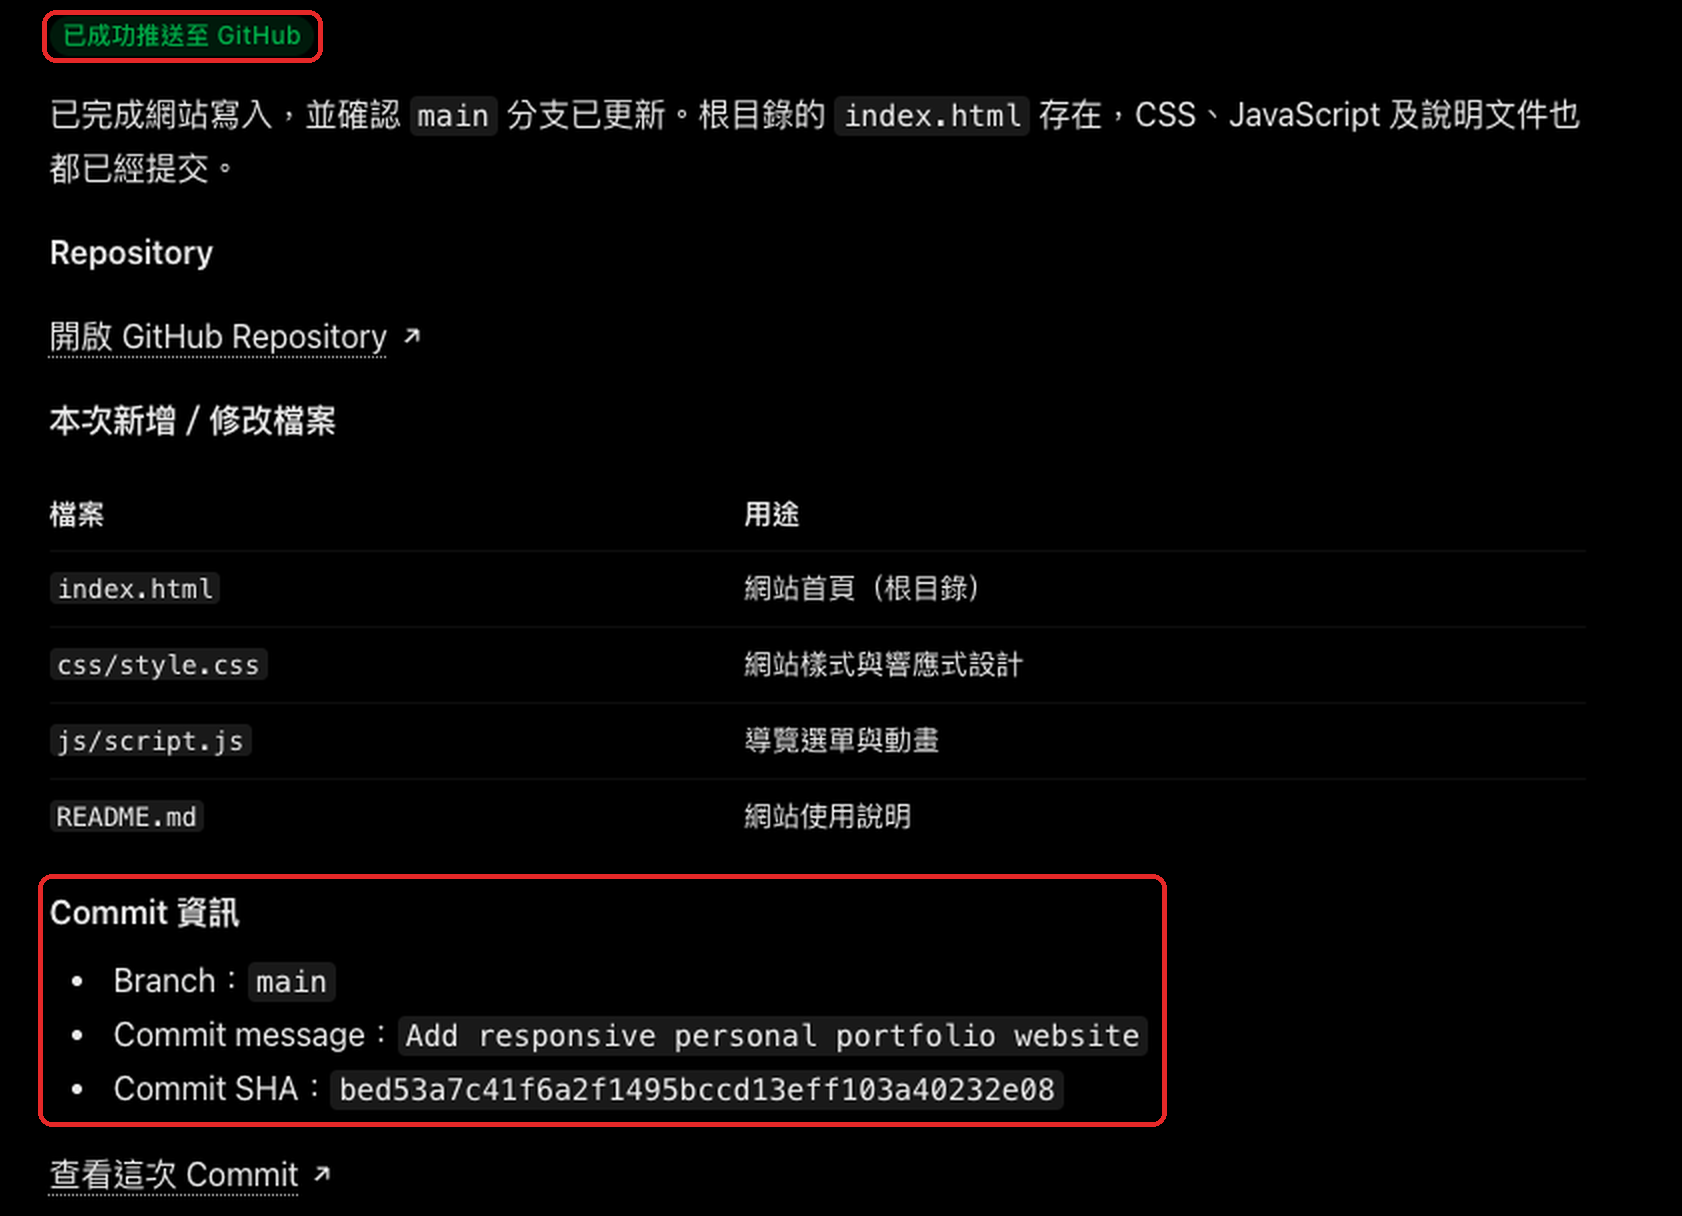 已成功推送至 GitHub
已完成網站寫入，並確認 main 分支已更新。根目錄的 index.html 存在，CSS、JavaScript 及說明文件也
都已經提交。
Repository
開啟 GitHub Repository ↗
本次新增 / 修改檔案
檔案 用途
index.html 網站首頁（根目錄）
css/style.css 網站樣式與響應式設計
js/script.js 導覽選單與動畫
README.md 網站使用說明
Commit 資訊
• Branch：main
• Commit message：Add responsive personal portfolio website
• Commit SHA：bed53a7c41f6a2f1495bccd13eff103a40232e08
查看這次 Commit ↗